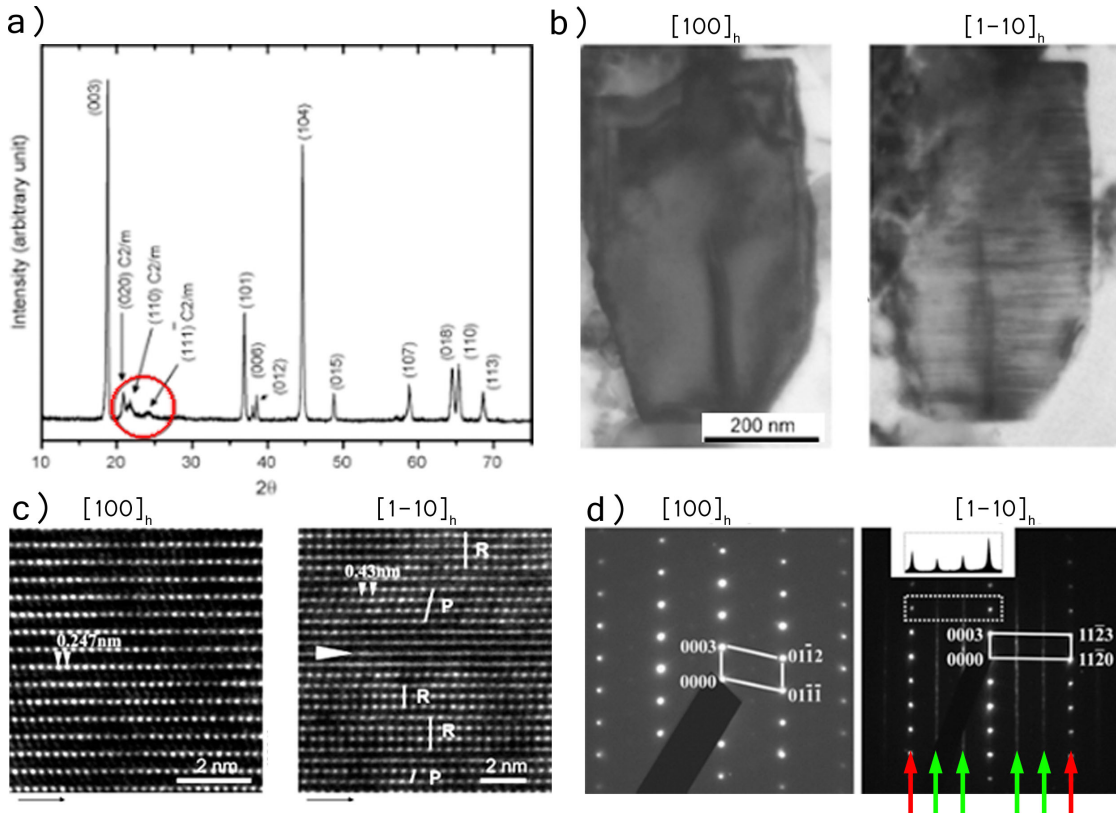 a)
Intensity (arbitrary unit)
(003)
(020) C2/m
(110) C2/m
(11̄1) C2/m
(101)
(006)
(012)
(104)
(015)
(107)
(018)
(110)
(113)
10 20 30 40 50 60 70
2θ
b)
[100]h
[1-10]h
200 nm
c)
[100]h
0.247nm
2 nm
[1-10]h
R
0.43nm
P
R
R
P
2 nm
d)
[100]h
0003
011̄2
0000
011̄1̄
[1-10]h
0003
112̄3
0000
112̄0